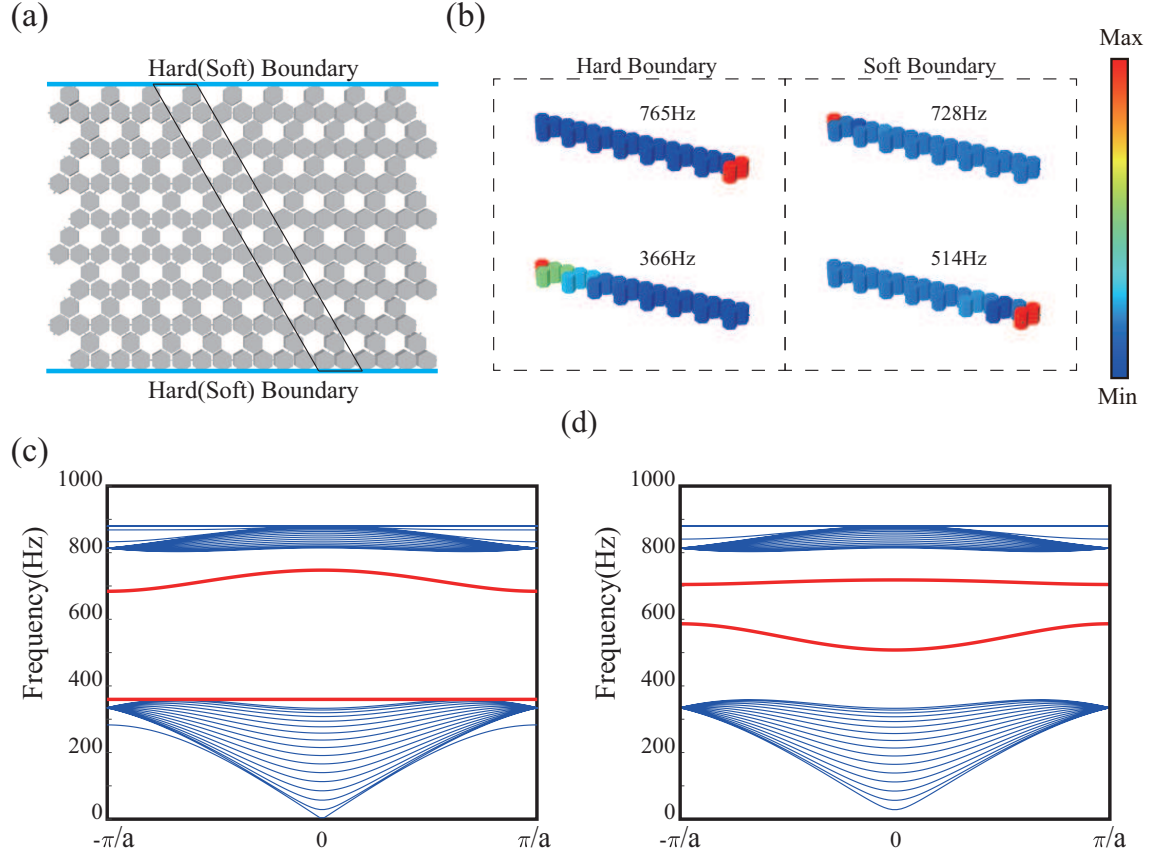 (a)
Hard(Soft) Boundary
Hard(Soft) Boundary
(b)
Hard Boundary
Soft Boundary
765Hz
728Hz
366Hz
514Hz
Max
Min
(c)
Frequency(Hz)
1000
800
600
400
200
0
-π/a
0
π/a
(d)
Frequency(Hz)
1000
800
600
400
200
0
-π/a
0
π/a